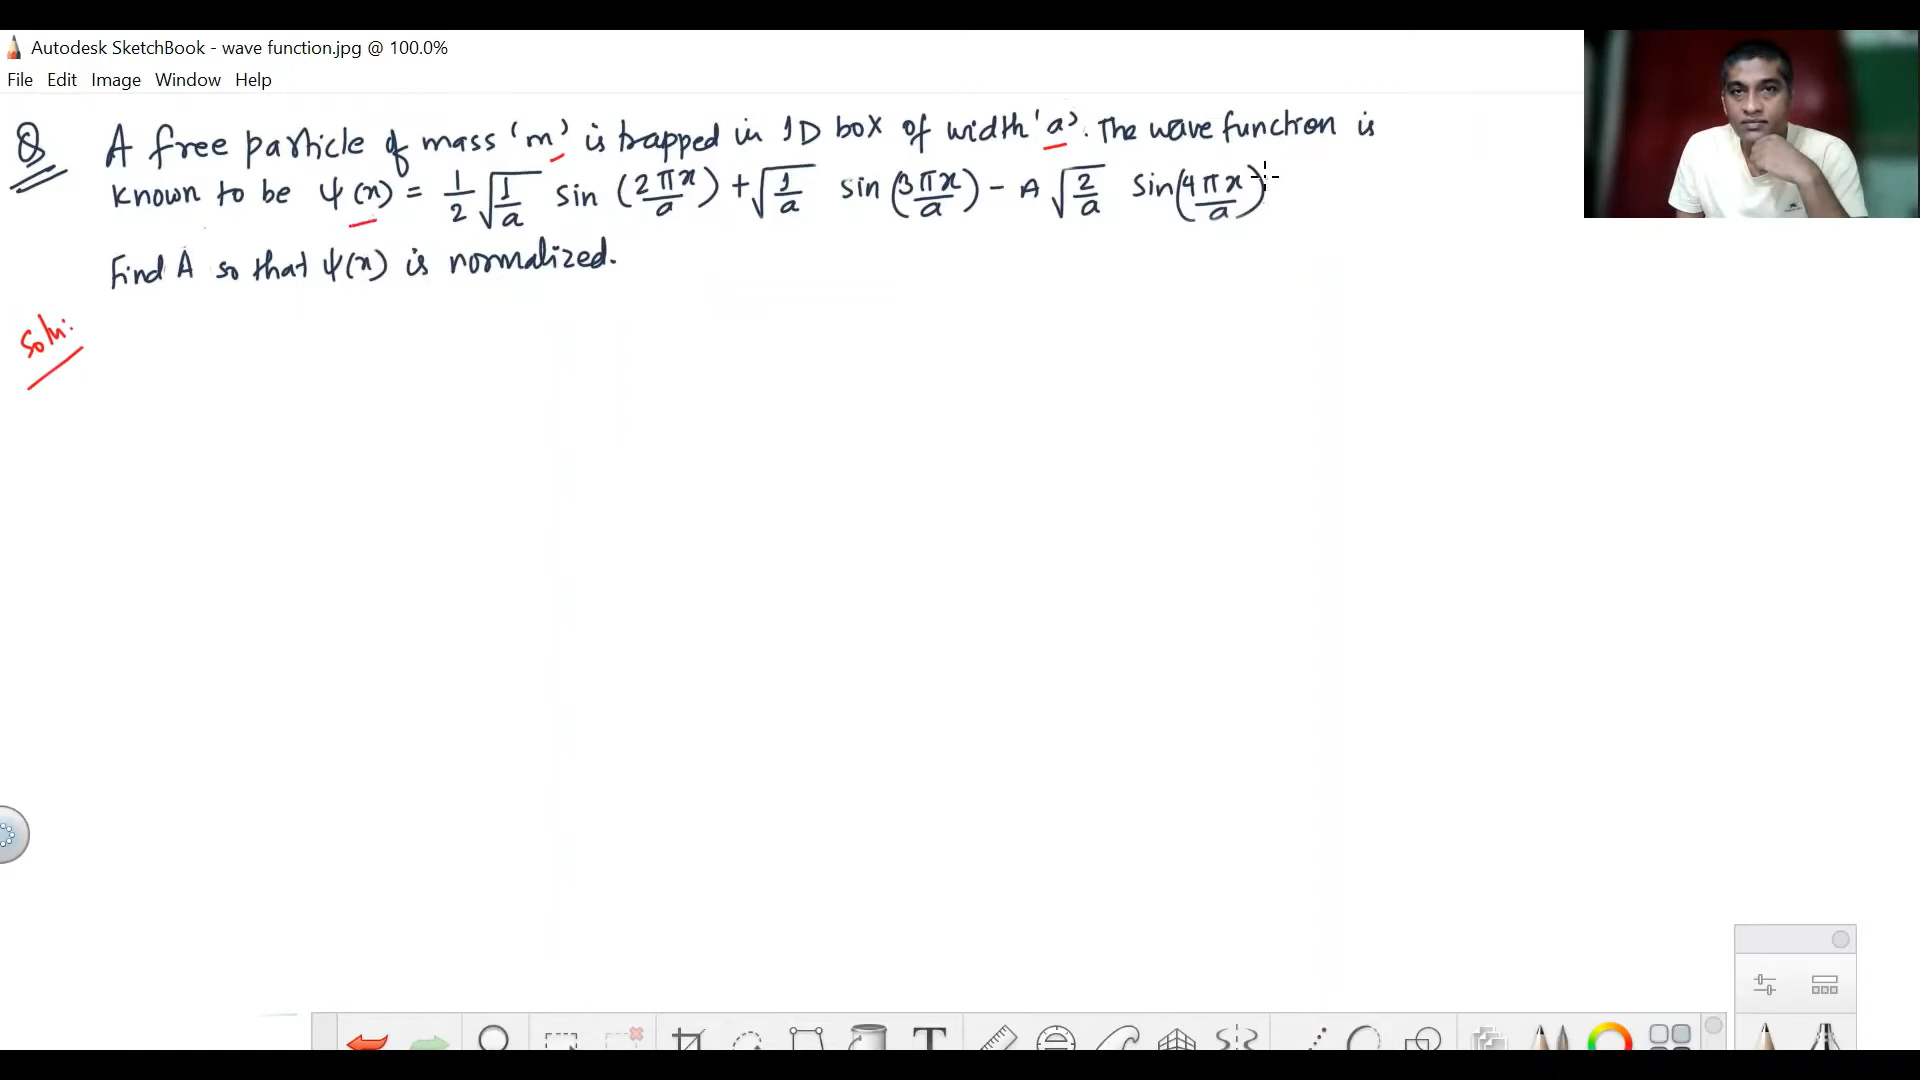 Autodesk SketchBook - wave function.jpg @ 100.0%
File Edit Image Window Help
Q A free particle of mass 'm' is trapped in 1D box of width 'a'. The wave function is
known to be ψ(x) = 1/2 √(1/a) sin (2πx/a) + √(1/a) sin (3πx/a) - A √(2/a) sin (4πx/a)
Find A so that ψ(x) is normalized.
Soln:
T